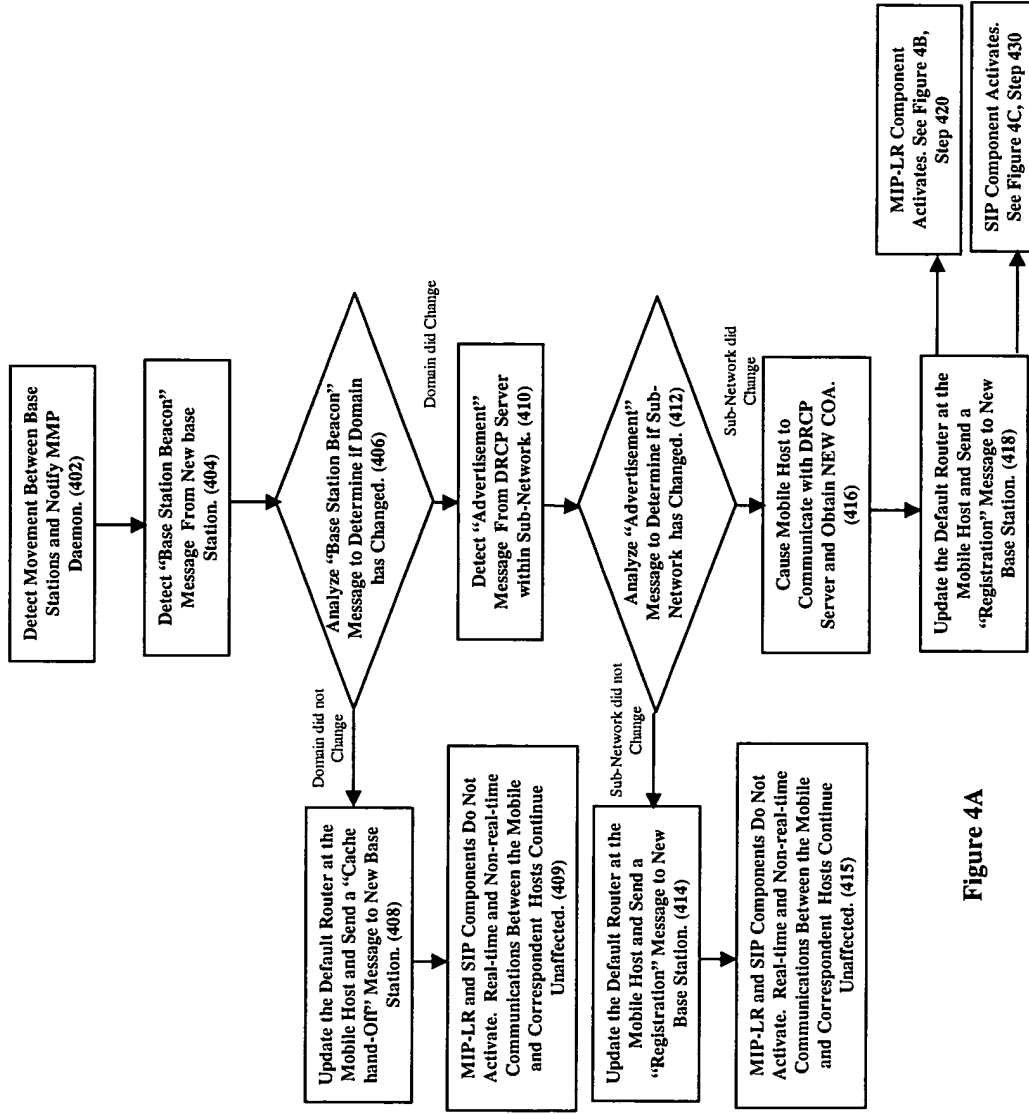 Detect Movement Between Base
Stations and Notify MMP
Daemon. (402)
Detect “Base Station Beacon”
Message From New base
Station. (404)
Analyze “Base Station Beacon”
Message to Determine if Domain
has Changed. (406)
Domain did not
Change
Domain did Change
Update the Default Router at the
Mobile Host and Send a “Cache
hand-Off” Message to New Base
Station. (408)
MIP-LR and SIP Components Do Not
Activate. Real-time and Non-real-time
Communications Between the Mobile
and Correspondent Hosts Continue
Unaffected. (409)
Detect “Advertisement”
Message From DRCP Server
within Sub-Network. (410)
Analyze “Advertisement”
Message to Determine if Sub-
Network has Changed. (412)
Sub-Network did not
Change
Sub-Network did
Change
Update the Default Router at the
Mobile Host and Send a
“Registration” Message to New
Base Station. (414)
MIP-LR and SIP Components Do Not
Activate. Real-time and Non-real-time
Communications Between the Mobile
and Correspondent Hosts Continue
Unaffected. (415)
Cause Mobile Host to
Communicate with DRCP
Server and Obtain NEW COA.
(416)
Update the Default Router at the
Mobile Host and Send a
“Registration” Message to New
Base Station. (418)
MIP-LR Component
Activates. See Figure 4B,
Step 420
SIP Component Activates.
See Figure 4C, Step 430
Figure 4A